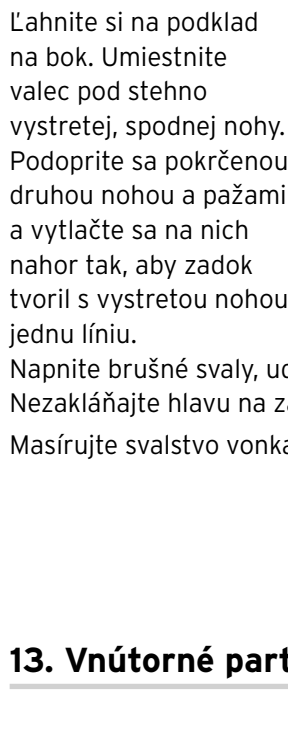 Ľahnite si na podklad
na bok. Umiestnite
valec pod stehno
vystretej, spodnej nohy.
Podoprite sa pokrčenou
druhou nohou a pažami
a vytlačte sa na nich
nahor tak, aby zadok
tvoril s vystretou nohou
jednu líniu.
Napnite brušné svaly,
Nezakláňajte hlavu na
Masírujte svalstvo
13. Vnútorné